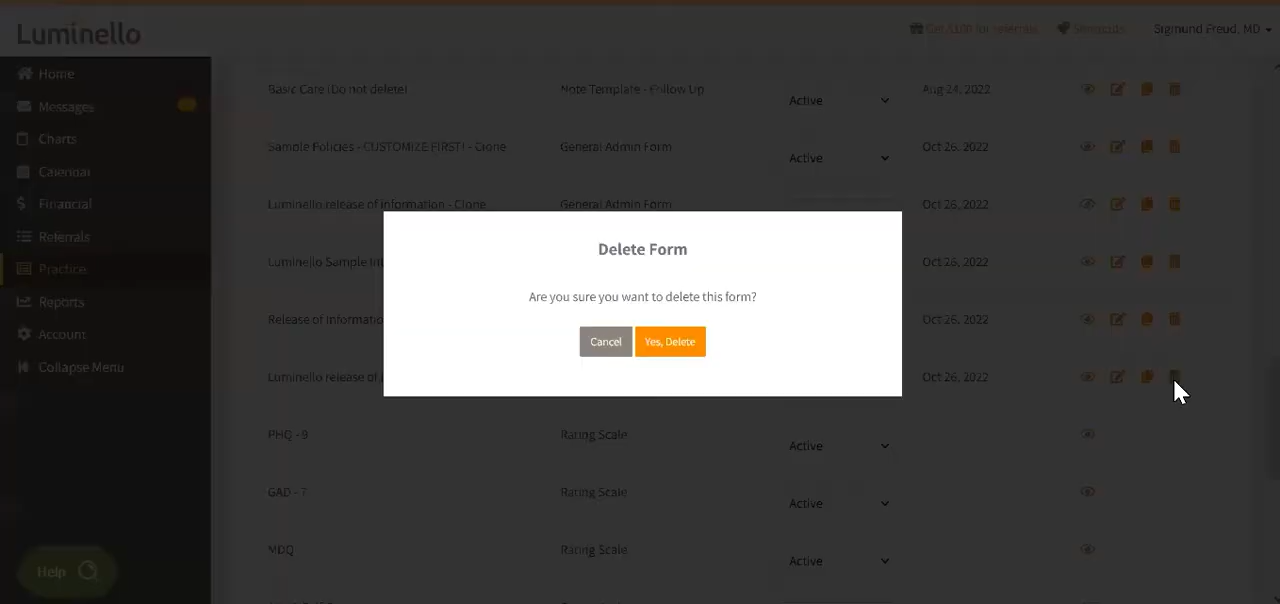 Luminello
Get $100 for referrals
Shortcuts
Sigmund Freud, MD
Home
Messages
Charts
Calendar
Financial
Referrals
Practice
Reports
Account
Collapse Menu
Help
Basic Care (Do not delete) Note Template - Follow Up Active Aug 24, 2022
Sample Policies - CUSTOMIZE FIRST! - Clone General Admin Form Active Oct 26, 2022
Luminello release of information - Clone General Admin Form Oct 26, 2022
Luminello Sample Oct 26, 2022
Release of Oct 26, 2022
Luminello release of Oct 26, 2022
Delete Form
Are you sure you want to delete this form?
Cancel Yes, Delete
PHQ - 9 Rating Scale Active
GAD - 7 Rating Scale Active
MDQ Rating Scale Active